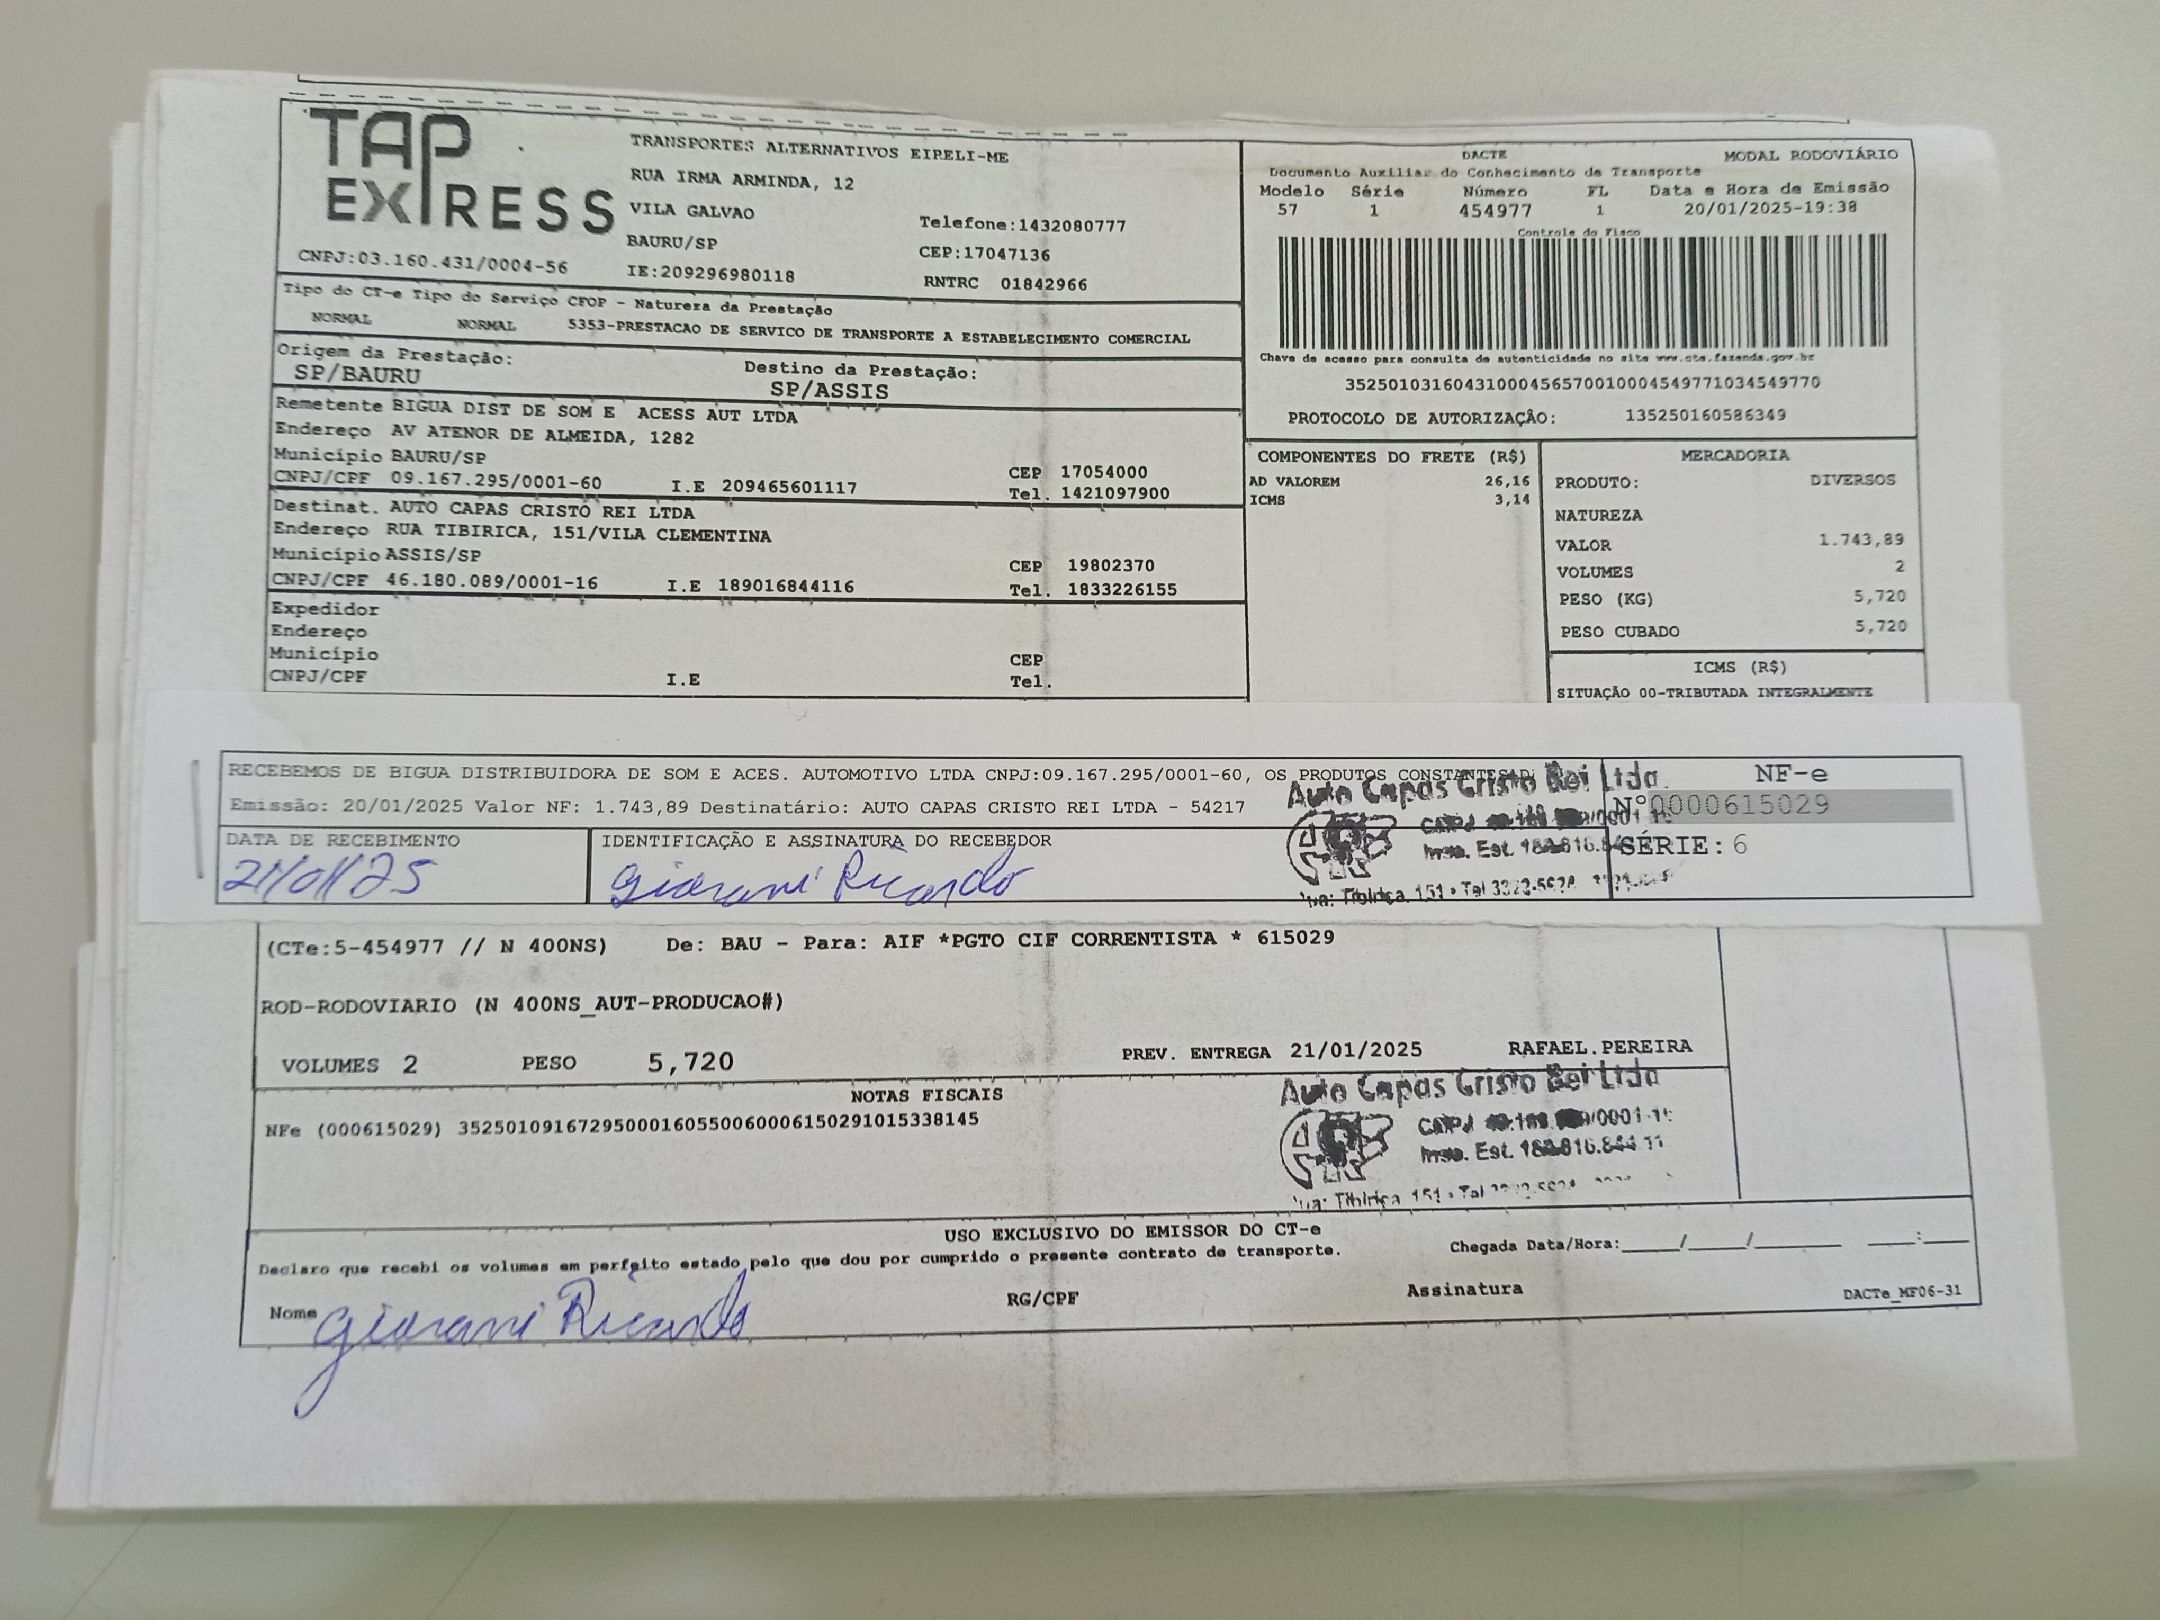 TAP
EXPRESS
CNPJ:03.160.431/0004-56
TRANSPORTES ALTERNATIVOS EIRELI-ME
RUA IRMA ARMINDA, 12
VILA GALVAO
BAURU/SP
IE:209296980118
Telefone:1432080777
CEP:17047136
RNTRC 01842966
DACTE MODAL RODOVIÁRIO
Documento Auxiliar do Conhecimento de Transporte
Modelo Série Número FL Data e Hora de Emissão
57 1 454977 1 20/01/2025-19:38
Controle do Fisco
Chave de acesso para consulta de autenticidade no site www.cte.fazenda.gov.br
35250103160431000456570010004549771034549770
PROTOCOLO DE AUTORIZAÇÃO: 135250160586349
Tipo do CT-e Tipo do Serviço CFOP - Natureza da Prestação
NORMAL NORMAL 5353-PRESTACAO DE SERVICO DE TRANSPORTE A ESTABELECIMENTO COMERCIAL
Origem da Prestação: Destino da Prestação:
SP/BAURU SP/ASSIS
Remetente BIGUA DIST DE SOM E ACESS AUT LTDA
Endereço AV ATENOR DE ALMEIDA, 1282
Município BAURU/SP CEP 17054000
CNPJ/CPF 09.167.295/0001-60 I.E 209465601117 Tel. 1421097900
Destinat. AUTO CAPAS CRISTO REI LTDA
Endereço RUA TIBIRICA, 151/VILA CLEMENTINA
Município ASSIS/SP CEP 19802370
CNPJ/CPF 46.180.089/0001-16 I.E 189016844116 Tel. 1833226155
Expedidor
Endereço
Município CEP
CNPJ/CPF I.E Tel.
COMPONENTES DO FRETE (R$)
AD VALOREM 26,16
ICMS 3,14
MERCADORIA
PRODUTO: DIVERSOS
NATUREZA
VALOR 1.743,89
VOLUMES 2
PESO (KG) 5,720
PESO CUBADO 5,720
ICMS (R$)
SITUAÇÃO 00-TRIBUTADA INTEGRALMENTE
RECEBEMOS DE BIGUA DISTRIBUIDORA DE SOM E ACES. AUTOMOTIVO LTDA CNPJ:09.167.295/0001-60, OS PRODUTOS CONSTANTES
Emissão: 20/01/2025 Valor NF: 1.743,89 Destinatário: AUTO CAPAS CRISTO REI LTDA - 54217
DATA DE RECEBIMENTO IDENTIFICAÇÃO E ASSINATURA DO RECEBEDOR
21/01/25 Giovani Ricardo
NF-e
Nº0000615029
SÉRIE: 6
Auto Capas Cristo Rei Ltda.
Insc. Est.
Tibiriça, 151 • Tel
(CTe:5-454977 // N 400NS) De: BAU - Para: AIF *PGTO CIF CORRENTISTA * 615029
ROD-RODOVIARIO (N 400NS_AUT-PRODUCAO#)
VOLUMES 2 PESO 5,720 PREV. ENTREGA 21/01/2025 RAFAEL.PEREIRA
NOTAS FISCAIS
NFe (000615029) 35250109167295000160550060006150291015338145
Auto Capas Cristo Rei Ltda
Insc. Est.
Tibiriça, 151 • Tel
USO EXCLUSIVO DO EMISSOR DO CT-e
Declaro que recebi os volumes em perfeito estado pelo que dou por cumprido o presente contrato de transporte.
Chegada Data/Hora:_____/_____/_______ ____:____
Nome Giovani Ricardo RG/CPF Assinatura
DACTe_MF06-31